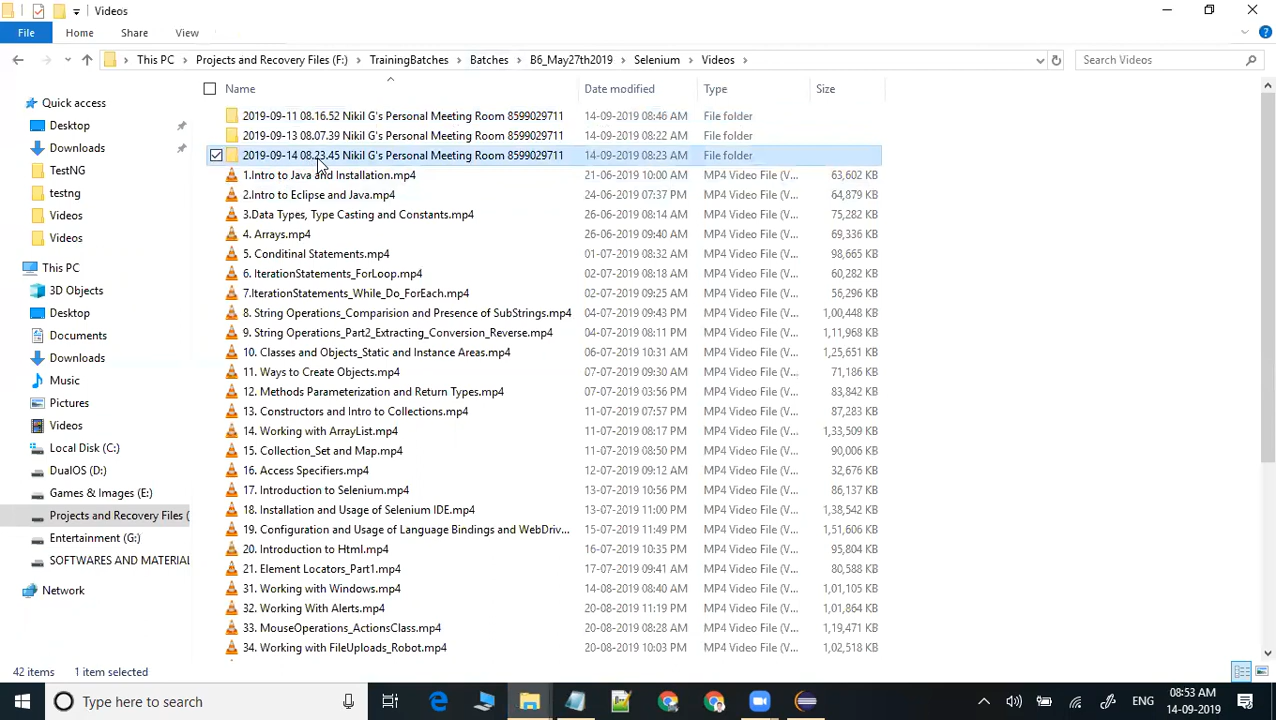 Videos
File
Home
Share
View
This PC
Projects and Recovery Files (F:)
TrainingBatches
Batches
B6_May27th2019
Selenium
Videos
Search Videos
Name
Date modified
Type
Size
Quick access
Desktop
Downloads
TestNG
testng
Videos
Videos
This PC
3D Objects
Desktop
Documents
Downloads
Music
Pictures
Videos
Local Disk (C:)
DualOS (D:)
Games & Images (E:)
Projects and Recovery Files (
Entertainment (G:)
SOFTWARES AND MATERIAL
Network
2019-09-11 08.16.52 Nikil G's Personal Meeting Room 8599029711 14-09-2019 08:46 AM File folder
2019-09-13 08.07.39 Nikil G's Personal Meeting Room 8599029711 14-09-2019 08:22 AM File folder
2019-09-14 08.23.45 Nikil G's Personal Meeting Room 8599029711 14-09-2019 08:23 AM File folder
1.Intro to Java and Installation.mp4 21-06-2019 10:00 AM MP4 Video File (V... 63,602 KB
2.Intro to Eclipse and Java.mp4 24-06-2019 07:37 PM MP4 Video File (V... 64,879 KB
3.Data Types, Type Casting and Constants.mp4 26-06-2019 08:14 AM MP4 Video File (V... 75,282 KB
4. Arrays.mp4 26-06-2019 09:40 AM MP4 Video File (V... 69,336 KB
5. Conditinal Statements.mp4 01-07-2019 08:32 AM MP4 Video File (V... 98,665 KB
6. IterationStatements_ForLoop.mp4 02-07-2019 08:18 AM MP4 Video File (V... 60,282 KB
7.IterationStatements_While_Do_ForEach.mp4 02-07-2019 09:25 AM MP4 Video File (V... 56,296 KB
8. String Operations_Comparision and Presence of SubStrings.mp4 04-07-2019 09:43 PM MP4 Video File (V... 1,00,448 KB
9. String Operations_Part2_Extracting_Conversion_Reverse.mp4 04-07-2019 08:11 PM MP4 Video File (V... 1,11,968 KB
10. Classes and Objects_Static and Instance Areas.mp4 06-07-2019 10:31 AM MP4 Video File (V... 1,25,651 KB
11. Ways to Create Objects.mp4 07-07-2019 09:30 AM MP4 Video File (V... 71,186 KB
12. Methods Parameterization and Return Types.mp4 07-07-2019 03:56 PM MP4 Video File (V... 83,842 KB
13. Constructors and Intro to Collections.mp4 11-07-2019 07:57 PM MP4 Video File (V... 87,283 KB
14. Working with ArrayList.mp4 11-07-2019 08:17 PM MP4 Video File (V... 1,33,509 KB
15. Collection_Set and Map.mp4 11-07-2019 08:50 PM MP4 Video File (V... 90,006 KB
16. Access Specifiers.mp4 12-07-2019 09:12 AM MP4 Video File (V... 32,676 KB
17. Introduction to Selenium.mp4 13-07-2019 10:56 PM MP4 Video File (V... 86,137 KB
18. Installation and Usage of Selenium IDE.mp4 13-07-2019 11:00 PM MP4 Video File (V... 1,38,542 KB
19. Configuration and Usage of Language Bindings and WebDriv... 15-07-2019 11:49 PM MP4 Video File (V... 1,51,606 KB
20. Introduction to Html.mp4 16-07-2019 10:35 PM MP4 Video File (V... 95,804 KB
21. Element Locators_Part1.mp4 17-07-2019 09:41 AM MP4 Video File (V... 80,588 KB
31. Working with Windows.mp4 14-08-2019 08:40 AM MP4 Video File (V... 1,01,105 KB
32. Working With Alerts.mp4 20-08-2019 11:19 PM MP4 Video File (V... 1,01,864 KB
33. MouseOperations_ActionsClass.mp4 20-08-2019 08:28 AM MP4 Video File (V... 1,19,471 KB
34. Working with FileUploads_Robot.mp4 20-08-2019 10:03 PM MP4 Video File (V... 1,02,518 KB
42 items
1 item selected
Type here to search
ENG
08:53 AM
14-09-2019